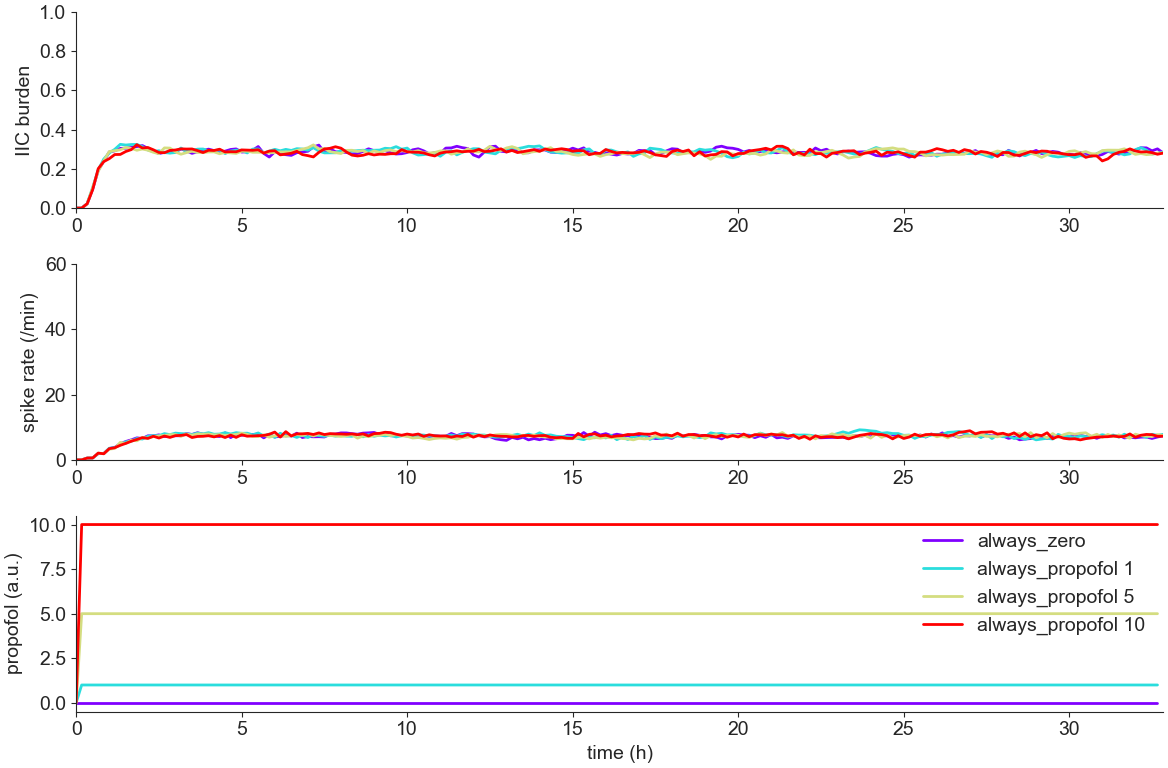 1.0
0.8
0.6
0.4
0.2
0.0
IIC burden
0 5 10 15 20 25 30
60
40
20
0
spike rate (/min)
0 5 10 15 20 25 30
10.0
7.5
5.0
2.5
0.0
propofol (a.u.)
always_zero
always_propofol 1
always_propofol 5
always_propofol 10
0 5 10 15 20 25 30
time (h)